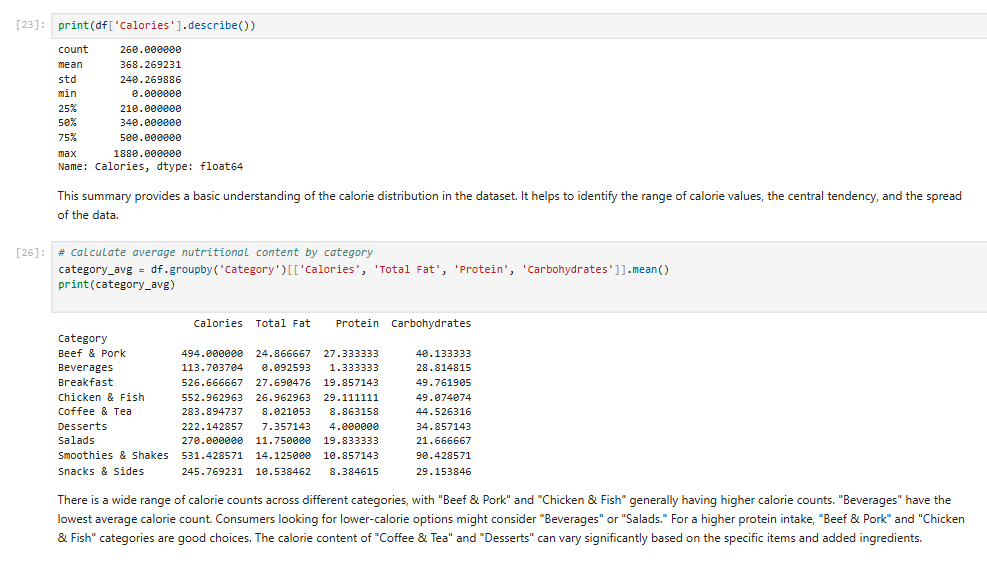 [23]: print(df['Calories'].describe())
count 260.000000
mean 368.269231
std 240.269886
min 0.000000
25% 210.000000
50% 340.000000
75% 500.000000
max 1880.000000
Name: Calories, dtype: float64
This summary provides a basic understanding of the calorie distribution in the dataset. It helps to identify the range of calorie values, the central tendency, and the spread
of the data.
[26]: # Calculate average nutritional content by category
category_avg = df.groupby('Category')[['Calories', 'Total Fat', 'Protein', 'Carbohydrates']].mean()
print(category_avg)
Calories Total Fat Protein Carbohydrates
Category
Beef & Pork 494.000000 24.866667 27.333333 40.133333
Beverages 113.703704 0.092593 1.333333 28.814815
Breakfast 526.666667 27.690476 19.857143 49.761905
Chicken & Fish 552.962963 26.962963 29.111111 49.074074
Coffee & Tea 283.894737 8.021053 8.863158 44.526316
Desserts 222.142857 7.357143 4.000000 34.857143
Salads 270.000000 11.750000 19.833333 21.666667
Smoothies & Shakes 531.428571 14.125000 10.857143 90.428571
Snacks & Sides 245.769231 10.538462 8.384615 29.153846
There is a wide range of calorie counts across different categories, with "Beef & Pork" and "Chicken & Fish" generally having higher calorie counts. "Beverages" have the
lowest average calorie count. Consumers looking for lower-calorie options might consider "Beverages" or "Salads." For a higher protein intake, "Beef & Pork" and "Chicken
& Fish" categories are good choices. The calorie content of "Coffee & Tea" and "Desserts" can vary significantly based on the specific items and added ingredients.